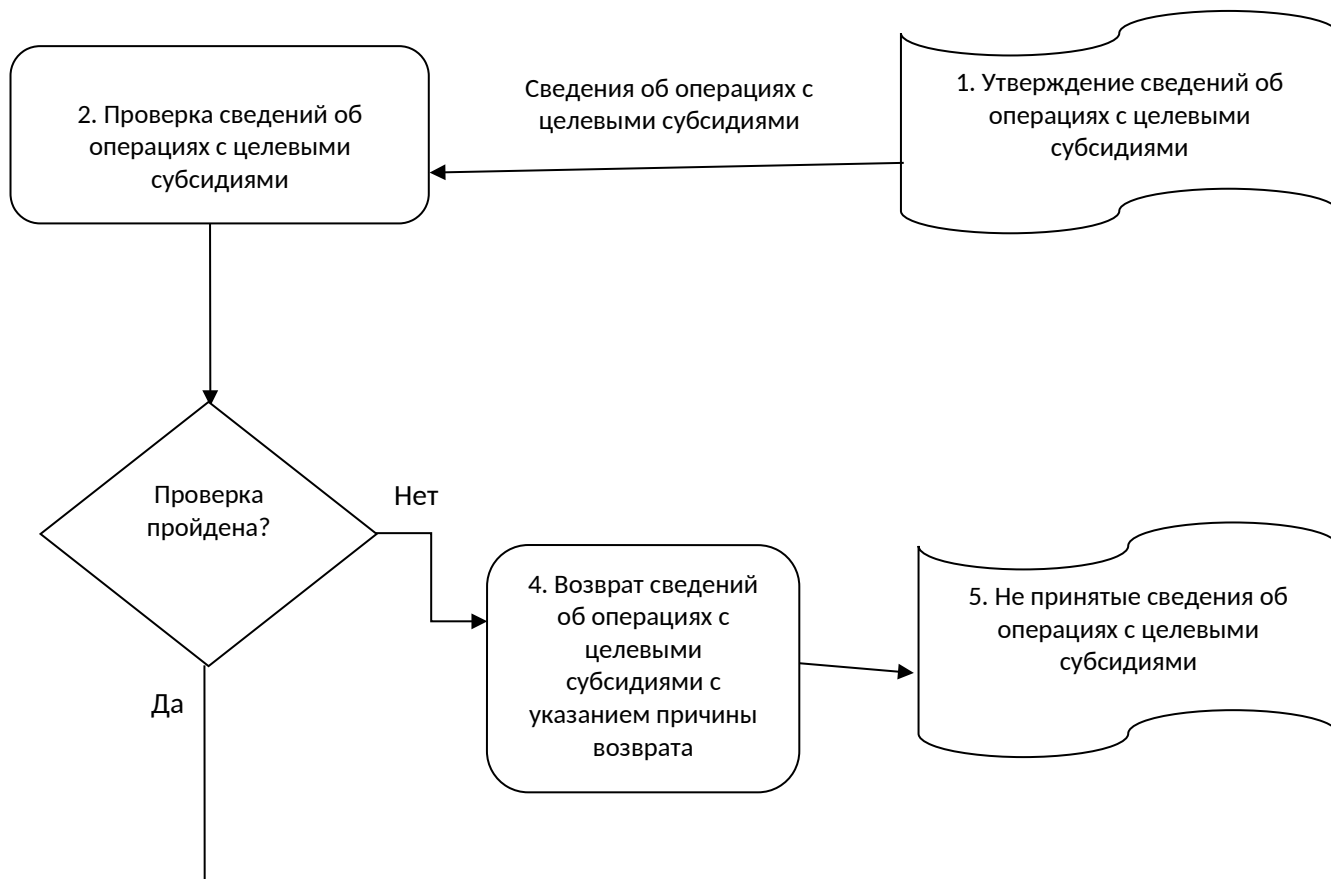 1. Утверждение сведений об
операциях с целевыми
субсидиями
Сведения об операциях с
целевыми субсидиями
2. Проверка сведений об
операциях с целевыми
субсидиями
Проверка
пройдена?
Нет
4. Возврат сведений
об операциях с
целевыми
субсидиями с
указанием причины
возврата
5. Не принятые сведения об
операциях с целевыми
субсидиями
Да